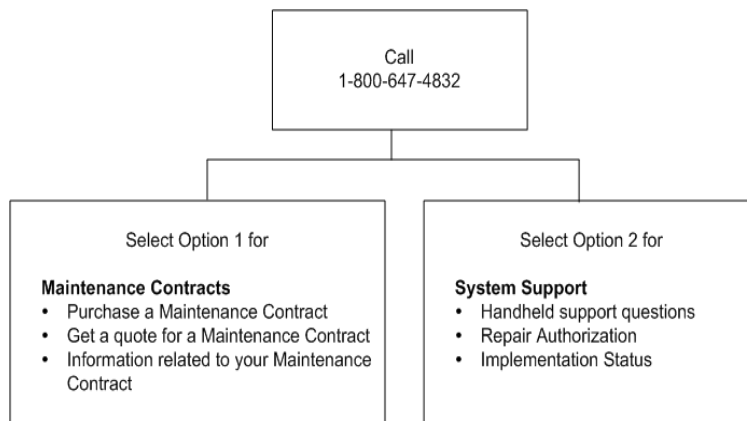 Call
1-800-647-4832
Select Option 1 for
Maintenance Contracts
• Purchase a Maintenance Contract
• Get a quote for a Maintenance Contract
• Information related to your Maintenance
Contract
Select Option 2 for
System Support
• Handheld support questions
• Repair Authorization
• Implementation Status